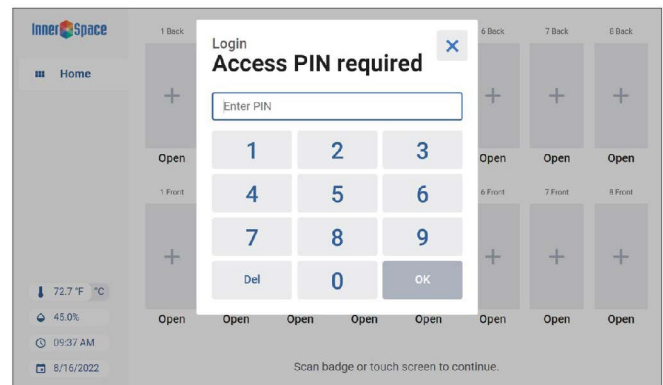 InnerSpace
Home
72.7 °F °C
45.0%
09:37 AM
8/16/2022
1 Back 6 Back 7 Back 8 Back
Open Open Open Open
1 Front 6 Front 7 Front 8 Front
Open Open Open Open Open Open Open Open
Scan badge or touch screen to continue.
Login
Access PIN required
Enter PIN
1 2 3
4 5 6
7 8 9
Del 0 OK